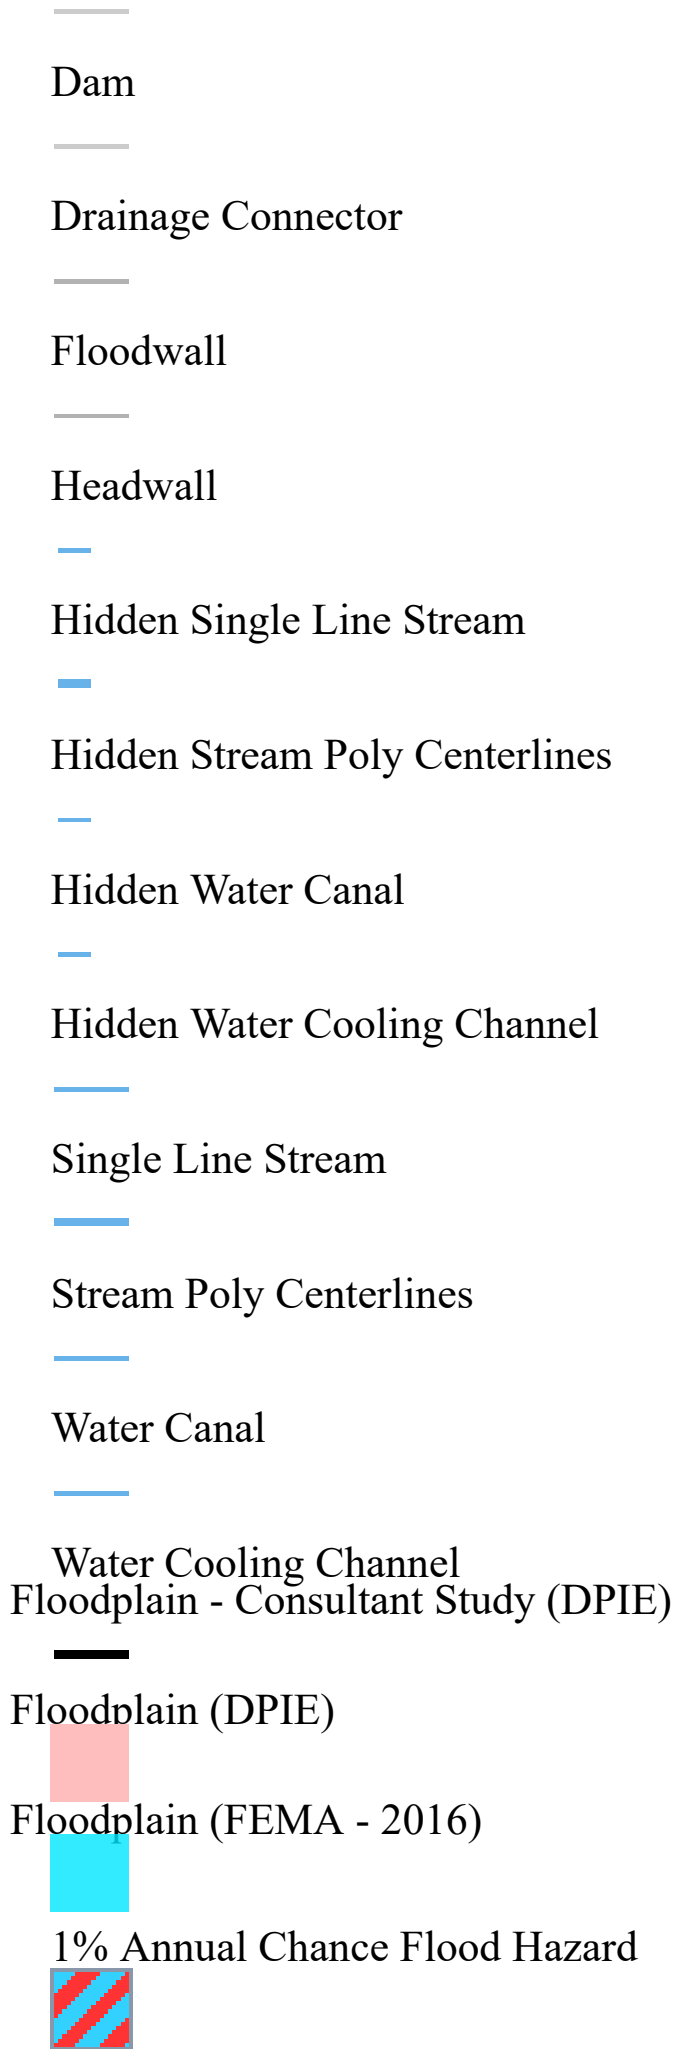 Dam
Drainage Connector
Floodwall
Headwall
Hidden Single Line Stream
Hidden Stream Poly Centerlines
Hidden Water Canal
Hidden Water Cooling Channel
Single Line Stream
Stream Poly Centerlines
Water Canal
Water Cooling Channel
Floodplain - Consultant Study (DPIE)
Floodplain (DPIE)
Floodplain (FEMA - 2016)
1% Annual Chance Flood Hazard